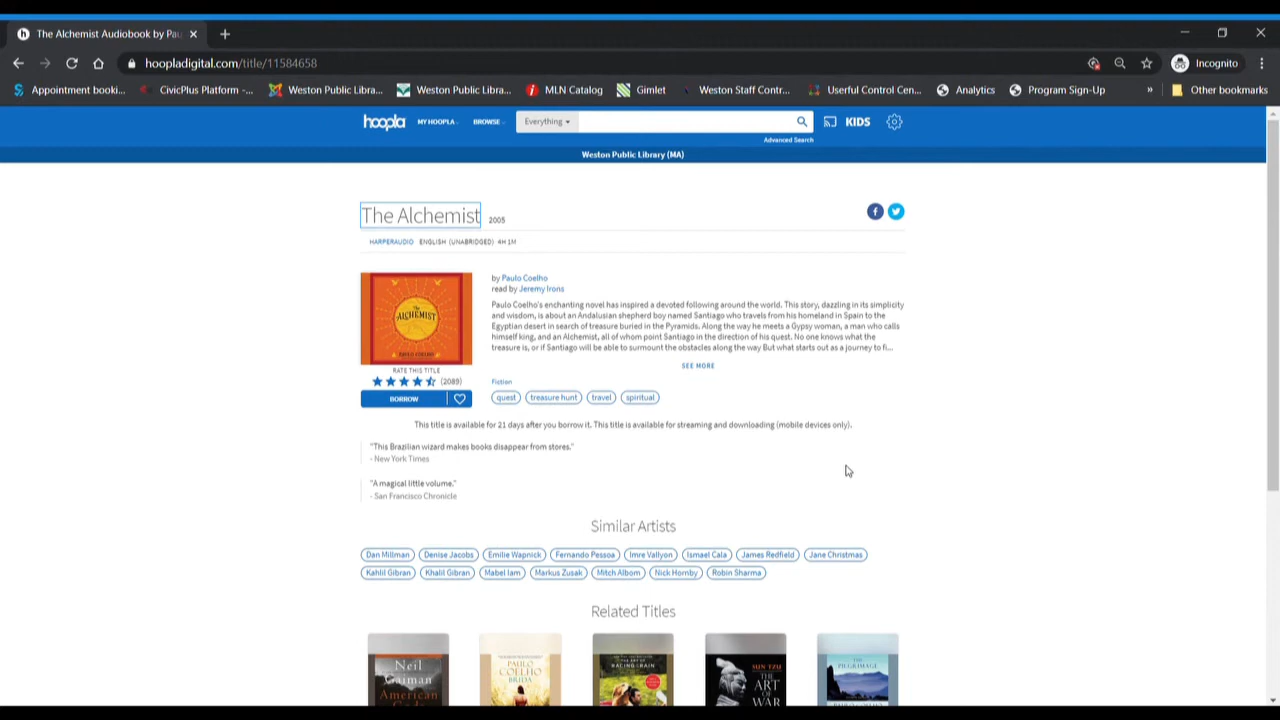 The Alchemist Audiobook by Pau
hoopladigital.com/title/11584658
Incognito
Appointment booki...
CivicPlus Platform -...
Weston Public Libra...
Weston Public Libra...
MLN Catalog
Gimlet
Weston Staff Contr...
Userful Control Cen...
Analytics
Program Sign-Up
»
Other bookmarks
hoopla
MY HOOPLA
BROWSE
Everything
KIDS
Advanced Search
Weston Public Library (MA)
The Alchemist 2005
HARPERAUDIO ENGLISH (UNABRIDGED) 4H 1M
by Paulo Coelho
read by Jeremy Irons
Paulo Coelho's enchanting novel has inspired a devoted following around the world. This story, dazzling in its simplicity
and wisdom, is about an Andalusian shepherd boy named Santiago who travels from his homeland in Spain to the
Egyptian desert in search of treasure buried in the Pyramids. Along the way he meets a Gypsy woman, a man who calls
himself king, and an Alchemist, all of whom point Santiago in the direction of his quest. No one knows what the
treasure is, or if Santiago will be able to surmount the obstacles along the way But what starts out as a journey to fi...
SEE MORE
The
ALCHEMIST
PAULO COELHO
RATE THIS TITLE
(2089)
BORROW
Fiction
quest
treasure hunt
travel
spiritual
This title is available for 21 days after you borrow it. This title is available for streaming and downloading (mobile devices only).
"This Brazilian wizard makes books disappear from stores."
- New York Times
"A magical little volume."
- San Francisco Chronicle
Similar Artists
Dan Millman
Denise Jacobs
Emilie Wapnick
Fernando Pessoa
Imre Vallyon
Ismael Cala
James Redfield
Jane Christmas
Kahlil Gibran
Khalil Gibran
Mabel Iam
Markus Zusak
Mitch Albom
Nick Hornby
Robin Sharma
Related Titles
Neil
Gaiman
American
Gods
PAULO
COELHO
BRIDA
THE ART OF
RACING RAIN
SUN TZU
THE
ART
OF
WAR
THE
PILGRIMAGE
PAULO COELHO